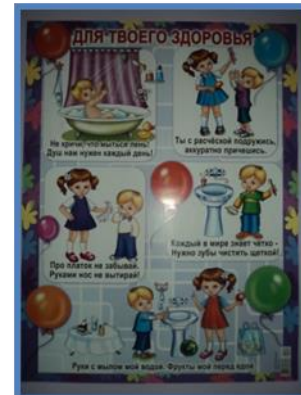 ДЛЯ ТВОЕГО ЗДОРОВЬЯ
Не кричи, что мыться лень!
Душ нам нужен каждый день!
Ты с расчёской подружись,
аккуратно причешись.
Про платок не забывай.
Руками нос не вытирай!
Каждый в мире знает чётко -
Нужно зубы чистить щёткой!
Руки с мылом мой водой. Фрукты мой перед едой